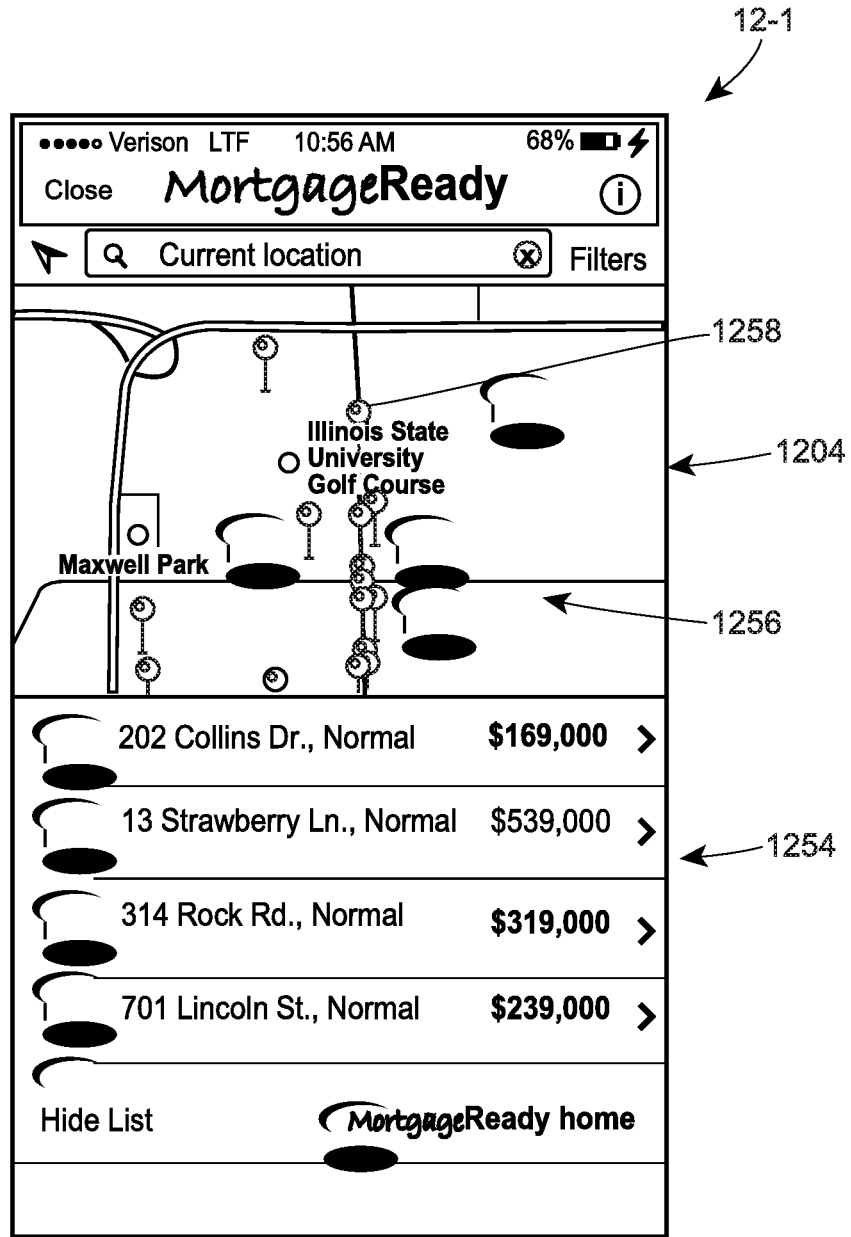 12-1
Verison LTF 10:56 AM 68%
Close MortgageReady i
Current location x Filters
1258
Illinois State
University
Golf Course
1204
Maxwell Park
1256
202 Collins Dr., Normal $169,000
13 Strawberry Ln., Normal $539,000
1254
314 Rock Rd., Normal $319,000
701 Lincoln St., Normal $239,000
Hide List MortgageReady home